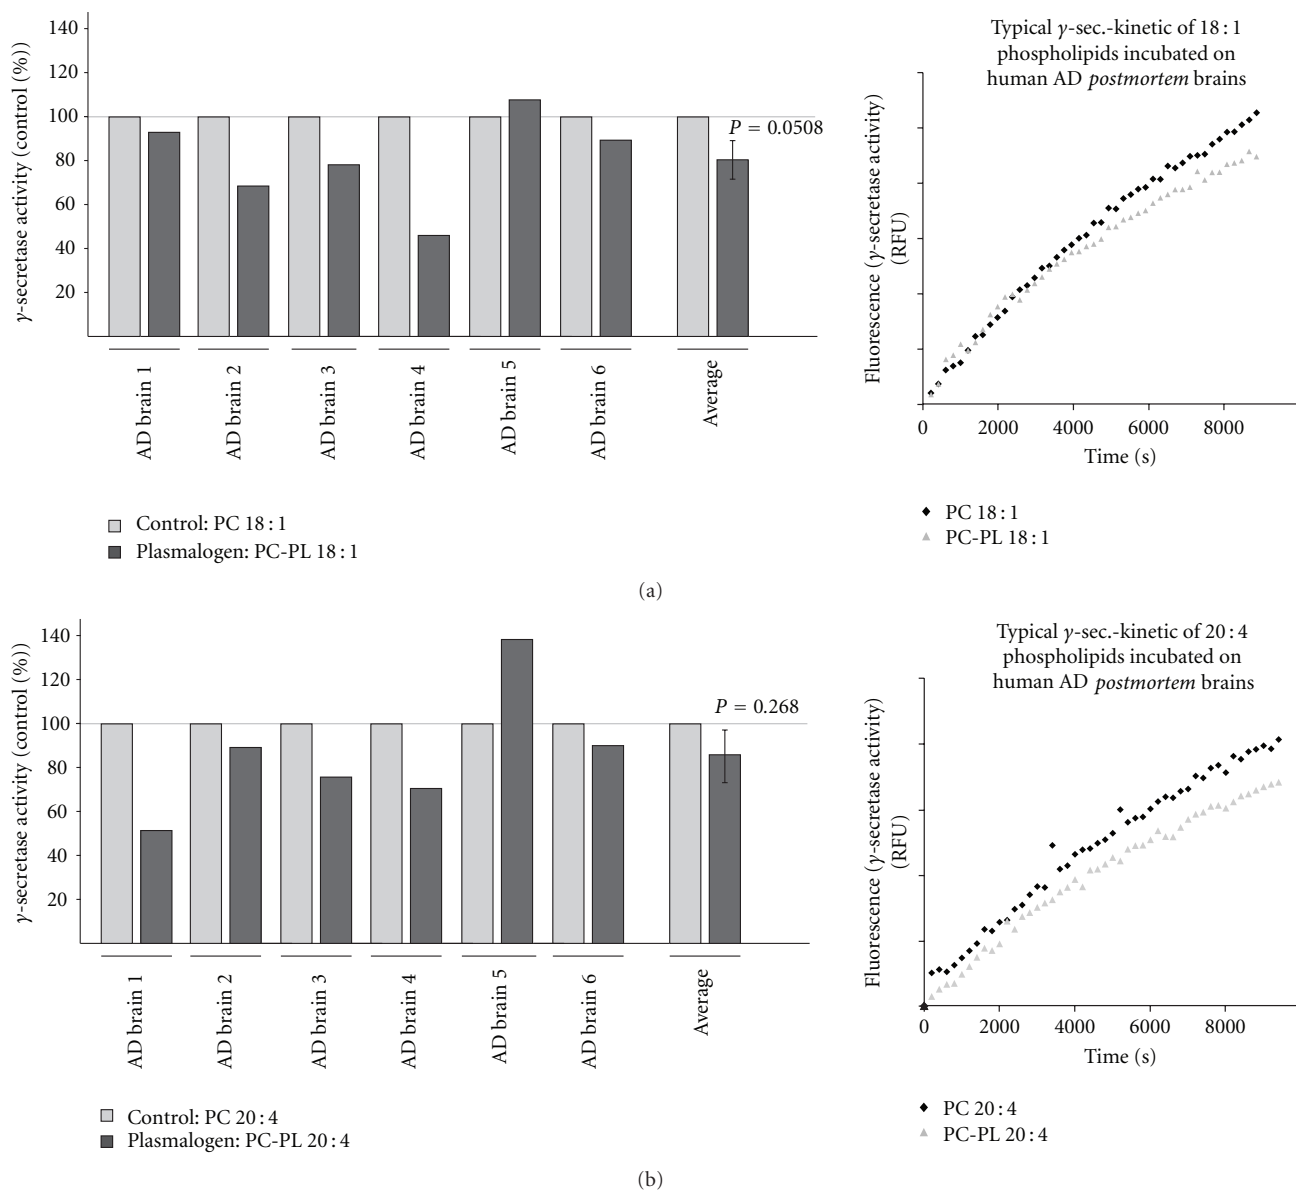 140
120
100
80
60
40
20
γ-secretase activity (control (%))
P = 0.0508
AD brain 1
AD brain 2
AD brain 3
AD brain 4
AD brain 5
AD brain 6
Average
Control: PC 18 : 1
Plasmalogen: PC-PL 18 : 1
Typical γ-sec.-kinetic of 18 : 1
phospholipids incubated on
human AD postmortem brains
Fluorescence (γ-secretase activity)
(RFU)
0 2000 4000 6000 8000
Time (s)
PC 18 : 1
PC-PL 18 : 1
(a)
140
120
100
80
60
40
20
γ-secretase activity (control (%))
P = 0.268
AD brain 1
AD brain 2
AD brain 3
AD brain 4
AD brain 5
AD brain 6
Average
Control: PC 20 : 4
Plasmalogen: PC-PL 20 : 4
Typical γ-sec.-kinetic of 20 : 4
phospholipids incubated on
human AD postmortem brains
Fluorescence (γ-secretase activity)
(RFU)
0 2000 4000 6000 8000
Time (s)
PC 20 : 4
PC-PL 20 : 4
(b)